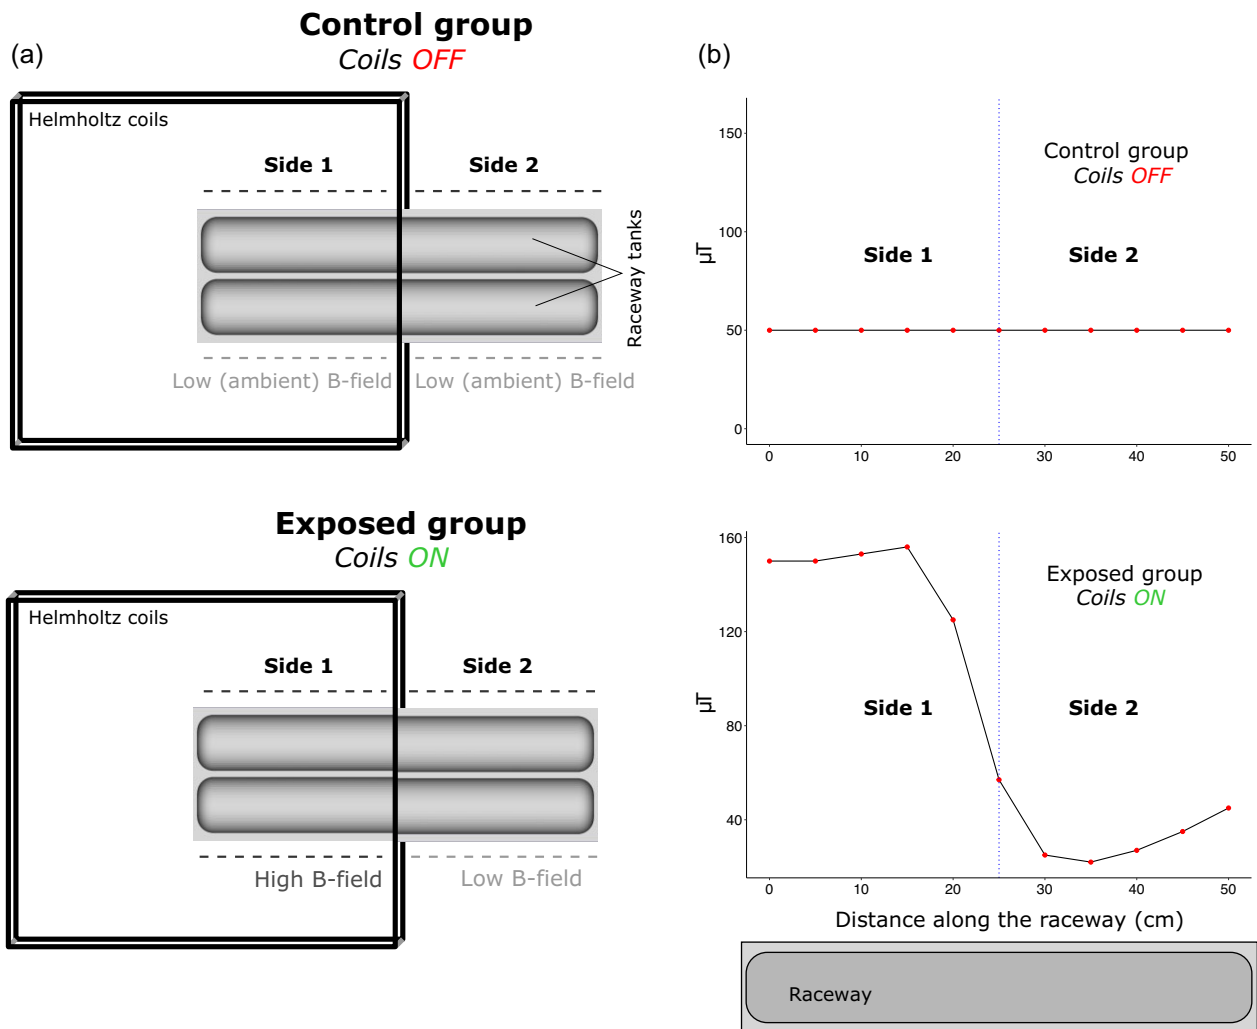 Control group
Coils OFF
(a)
Helmholtz coils
Side 1
Side 2
Raceway tanks
Low (ambient) B-field
Low (ambient) B-field
Exposed group
Coils ON
Helmholtz coils
Side 1
Side 2
High B-field
Low B-field
(b)
150
100
50
0
µT
Control group
Coils OFF
Side 1
Side 2
0 10 20 30 40 50
160
120
80
40
µT
Exposed group
Coils ON
Side 1
Side 2
0 10 20 30 40 50
Distance along the raceway (cm)
Raceway